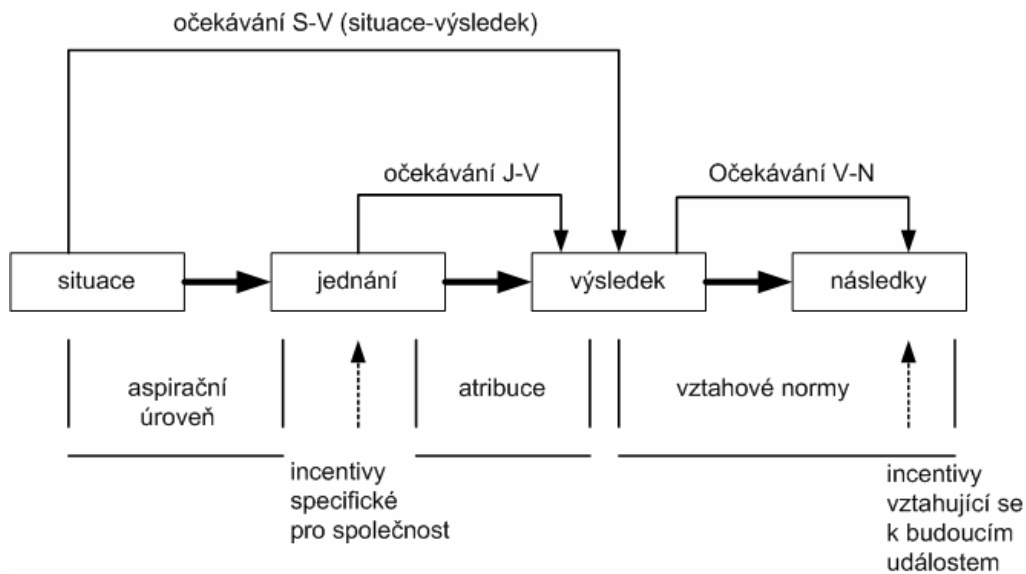 očekávání S-V (situace-výsledek)
očekávání J-V
Očekávání V-N
situace
jednání
výsledek
následky
aspirační
úroveň
atribuce
vztahové normy
incentivy
specifické
pro společnost
incentivy
vztahující se
k budoucím
událostem